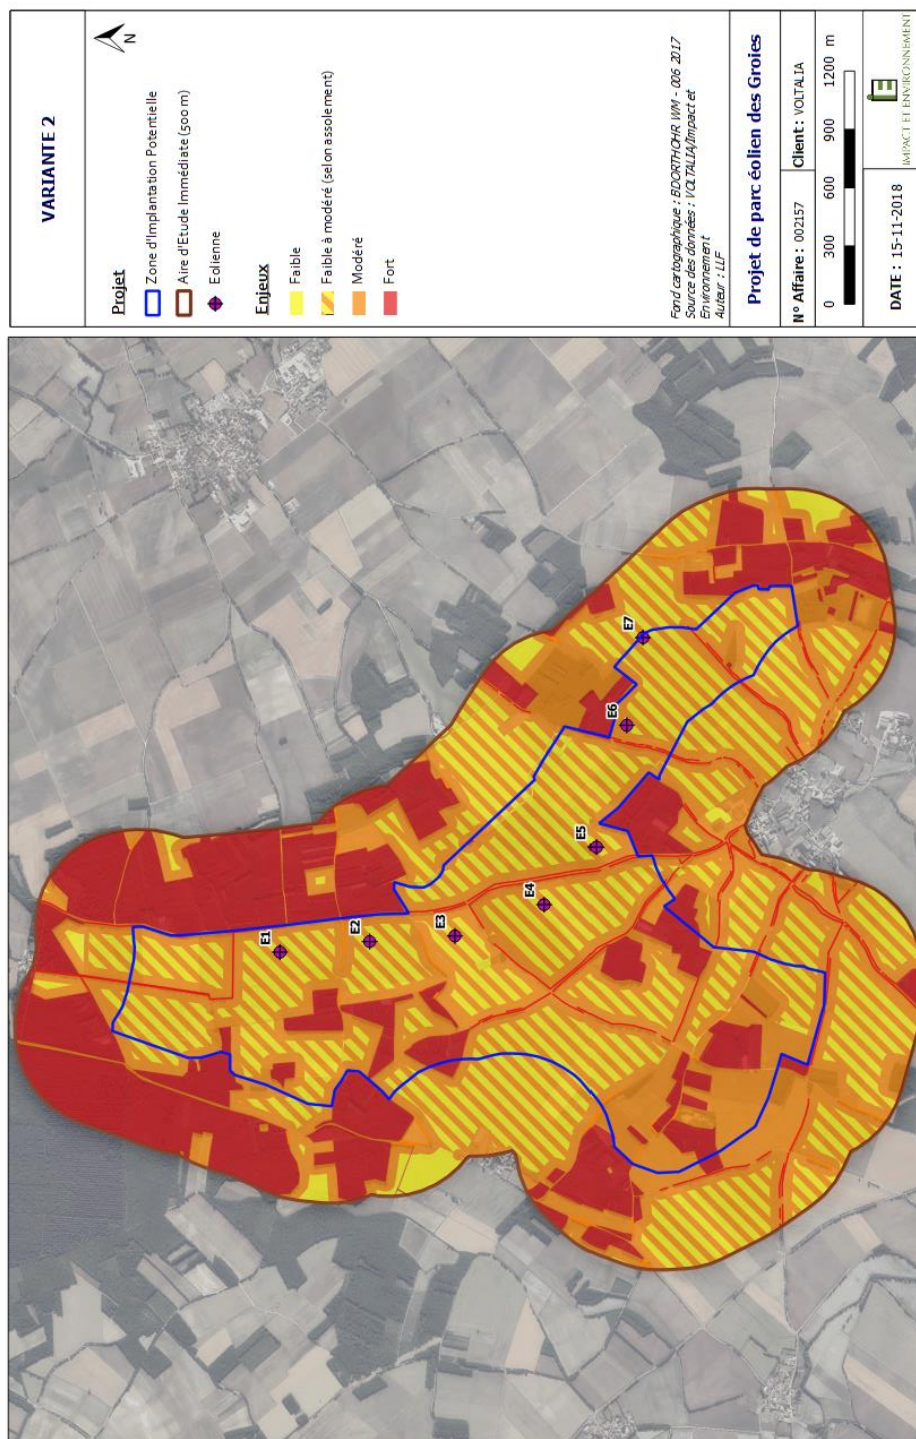 VARIANTE 2
Projet
Zone d'Implantation Potentielle
Aire d'Etude Immédiate (500 m)
Eolienne
N
Enjeux
Faible
Faible à modéré (selon assolement)
Modéré
Fort
Fond cartographique : BDORTHOHR WM - 006 2017
Source des données : VOLTALIA/Impact et
Environnement
Auteur : LLF
Projet de parc éolien des Groies
N° Affaire : 002157
Client : VOLTALIA
0 300 600 900 1200 m
DATE : 15-11-2018
IE
IMPACT ET ENVIRONNEMENT
E1
E2
E3
E4
E5
E6
E7